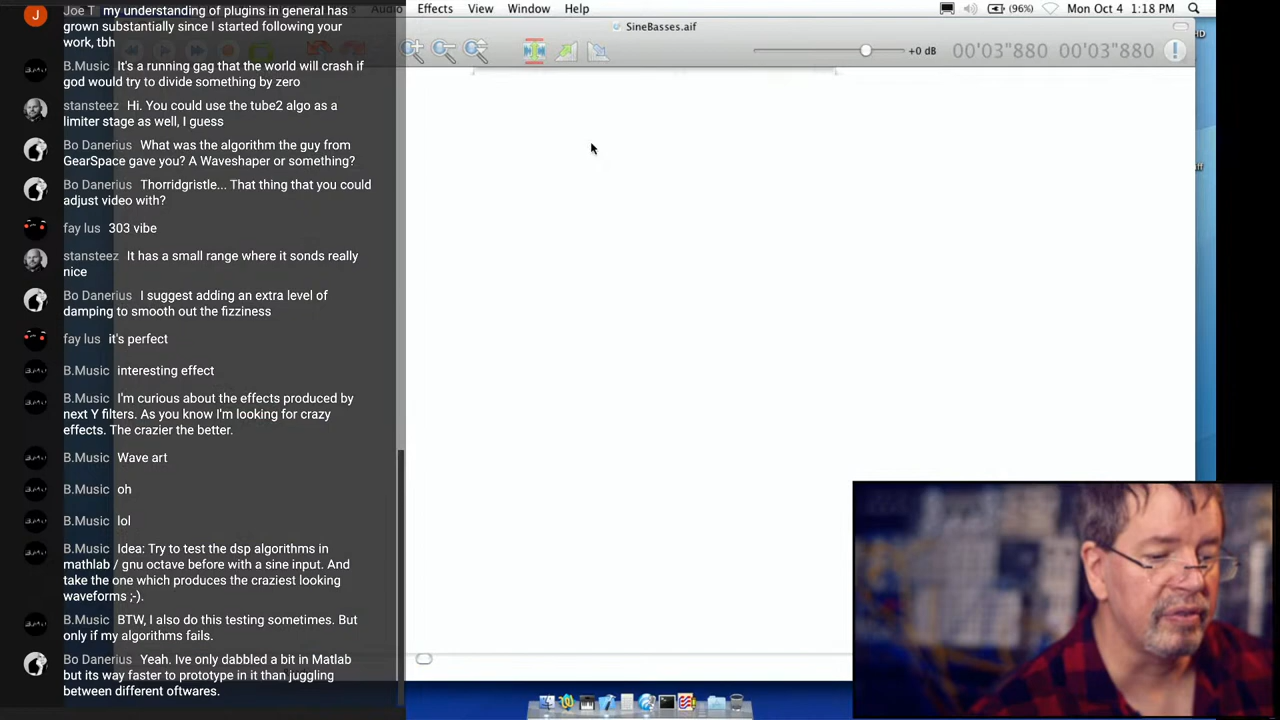 Effects View Window Help
(96%) Mon Oct 4 1:18 PM
SineBasses.aif
+0 dB 00'03"880 00'03"880
J
Joe T my understanding of plugins in general has
grown substantially since I started following your
work, tbh
B.Music It's a running gag that the world will crash if
god would try to divide something by zero
stansteez Hi. You could use the tube2 algo as a
limiter stage as well, I guess
Bo Danerius What was the algorithm the guy from
GearSpace gave you? A Waveshaper or something?
Bo Danerius Thorridgristle... That thing that you could
adjust video with?
fay lus 303 vibe
stansteez It has a small range where it sonds really
nice
Bo Danerius I suggest adding an extra level of
damping to smooth out the fizziness
fay lus it's perfect
B.Music interesting effect
B.Music I'm curious about the effects produced by
next Y filters. As you know I'm looking for crazy
effects. The crazier the better.
B.Music Wave art
B.Music oh
B.Music lol
B.Music Idea: Try to test the dsp algorithms in
mathlab / gnu octave before with a sine input. And
take the one which produces the craziest looking
waveforms ;-).
B.Music BTW, I also do this testing sometimes. But
only if my algorithms fails.
Bo Danerius Yeah. Ive only dabbled a bit in Matlab
but its way faster to prototype in it than juggling
between different oftwares.